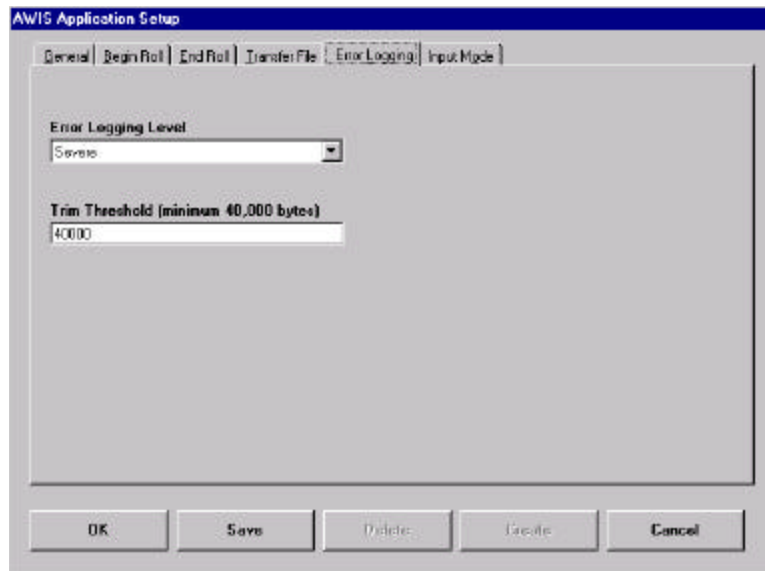 AWIS Application Setup
General Begin Roll End Roll Transfer File Error Logging Input Mode
Error Logging Level
Severe
Trim Threshold (minimum 40,000 bytes)
40000
OK Save Delete Create Cancel